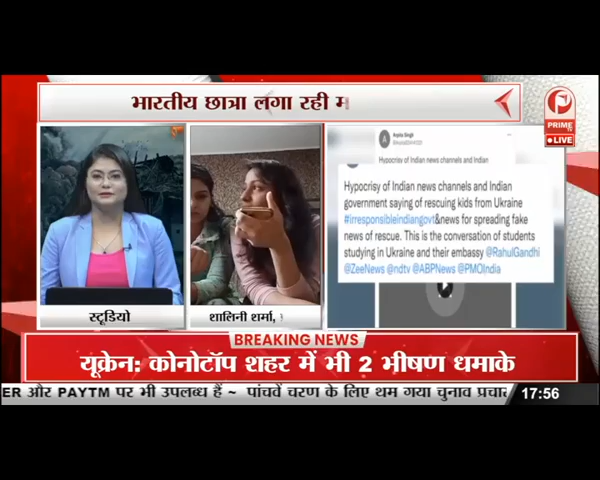 भारतीय छात्रा लगा रही म
PRIME
LIVE
Arpita Singh
Hypocrisy of Indian news channels and Indian
Hypocrisy of Indian news channels and Indian
government saying of rescuing kids from Ukraine
#Irresponsibleindiangovt&news for spreading fake
news of rescue. This is the conversation of students
studying in Ukraine and their embassy @RahulGandhi
@ZeeNews @ndtv @ABPNews @PMOIndia
स्टूडियो
शालिनी शर्मा,
BREAKING NEWS
यूक्रेन: कोनोटॉप शहर में भी 2 भीषण धमाके
ER और PAYTM पर भी उपलब्ध हैं ~ पांचवें चरण के लिए थम गया चुनाव प्रचार
17:56